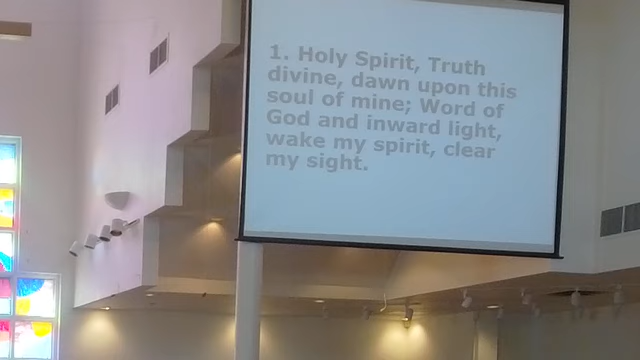 1. Holy Spirit, Truth
divine, dawn upon this
soul of mine; Word of
God and inward light,
wake my spirit, clear
my sight.